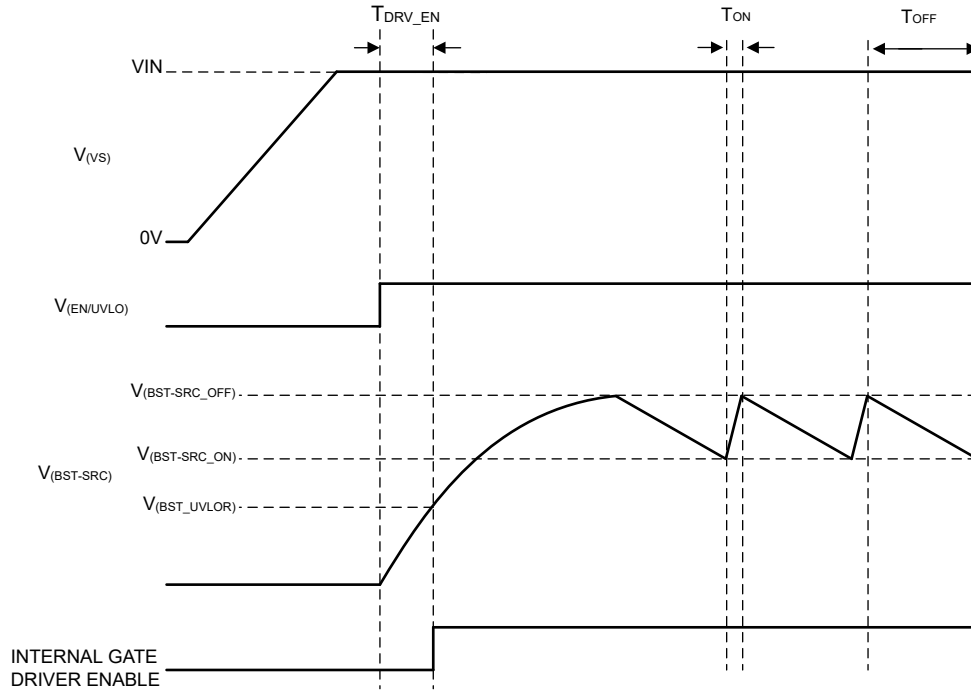 TDRV_EN
TON
TOFF
VIN
V(VS)
0V
V(EN/UVLO)
V(BST-SRC_OFF)
V(BST-SRC_ON)
V(BST-SRC)
V(BST_UVLOR)
INTERNAL GATE
DRIVER ENABLE